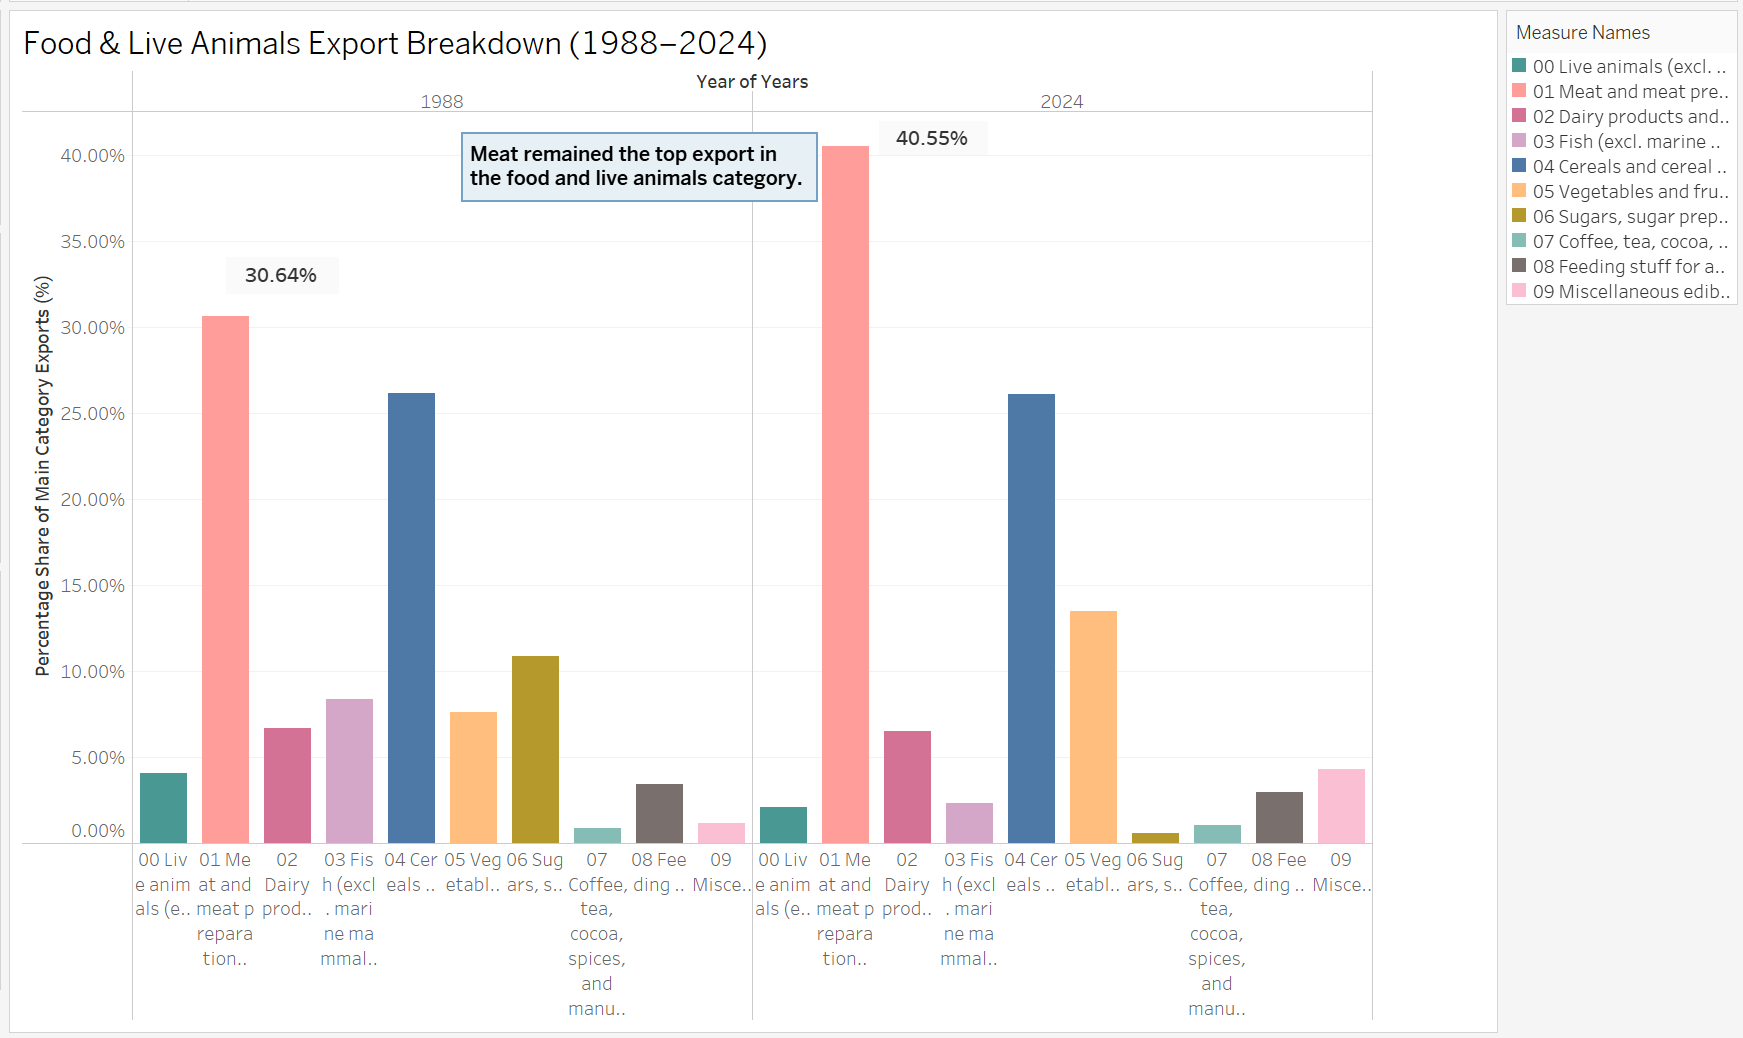 Food & Live Animals Export Breakdown (1988–2024)
Year of Years
1988
2024
Meat remained the top export in
the food and live animals category.
30.64%
40.55%
Percentage Share of Main Category Exports (%)
40.00%
35.00%
30.00%
25.00%
20.00%
15.00%
10.00%
5.00%
0.00%
00 Liv
e anim
als (e..
01 Me
at and
meat p
repara
tion..
02
Dairy
prod..
03 Fis
h (excl
. mari
ne ma
mmal..
04 Cer
eals ..
05 Veg
etabl..
06 Sug
ars, s..
07
Coffee,
tea,
cocoa,
spices,
and
manu..
08 Fee
ding ..
09
Misce..
00 Liv
e anim
als (e..
01 Me
at and
meat p
repara
tion..
02
Dairy
prod..
03 Fis
h (excl
. mari
ne ma
mmal..
04 Cer
eals ..
05 Veg
etabl..
06 Sug
ars, s..
07
Coffee,
tea,
cocoa,
spices,
and
manu..
08 Fee
ding ..
09
Misce..
Measure Names
00 Live animals (excl. ..
01 Meat and meat pre..
02 Dairy products and..
03 Fish (excl. marine ..
04 Cereals and cereal ..
05 Vegetables and fru..
06 Sugars, sugar prep..
07 Coffee, tea, cocoa, ..
08 Feeding stuff for a..
09 Miscellaneous edib..